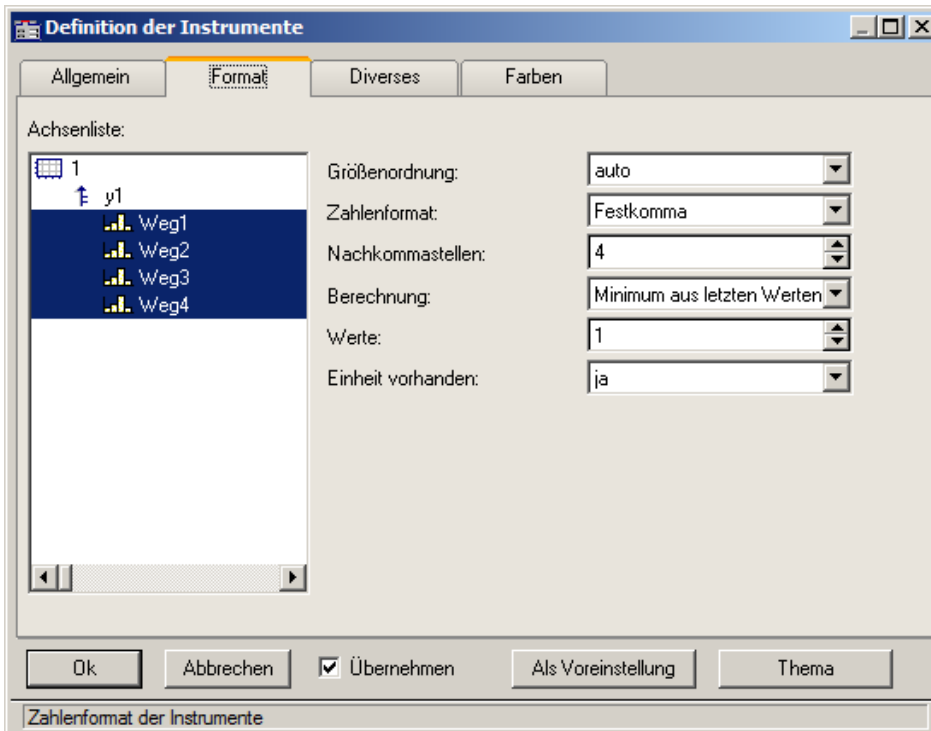 Definition der Instrumente
Allgemein Format Diverses Farben
Achsenliste:
1
y1
Weg1
Weg2
Weg3
Weg4
Größenordnung: auto
Zahlenformat: Festkomma
Nachkommastellen: 4
Berechnung: Minimum aus letzten Werten
Werte: 1
Einheit vorhanden: ja
Ok Abbrechen Übernehmen Als Voreinstellung Thema
Zahlenformat der Instrumente